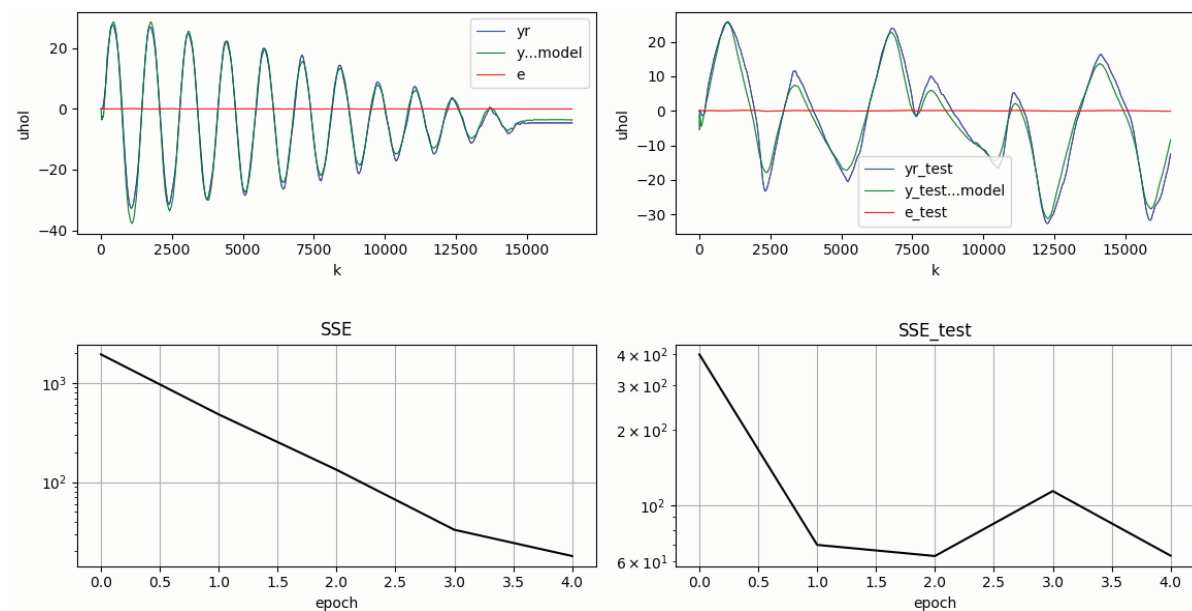 20
0
−20
−40
uhol
yr
y...model
e
0
2500
5000
7500
10000
12500
15000
k
20
10
0
−10
−20
−30
uhol
yr_test
y_test...model
e_test
0
2500
5000
7500
10000
12500
15000
k
SSE
10³
10²
0.0
0.5
1.0
1.5
2.0
2.5
3.0
3.5
4.0
epoch
SSE_test
4 × 10²
3 × 10²
2 × 10²
10²
6 × 10¹
0.0
0.5
1.0
1.5
2.0
2.5
3.0
3.5
4.0
epoch